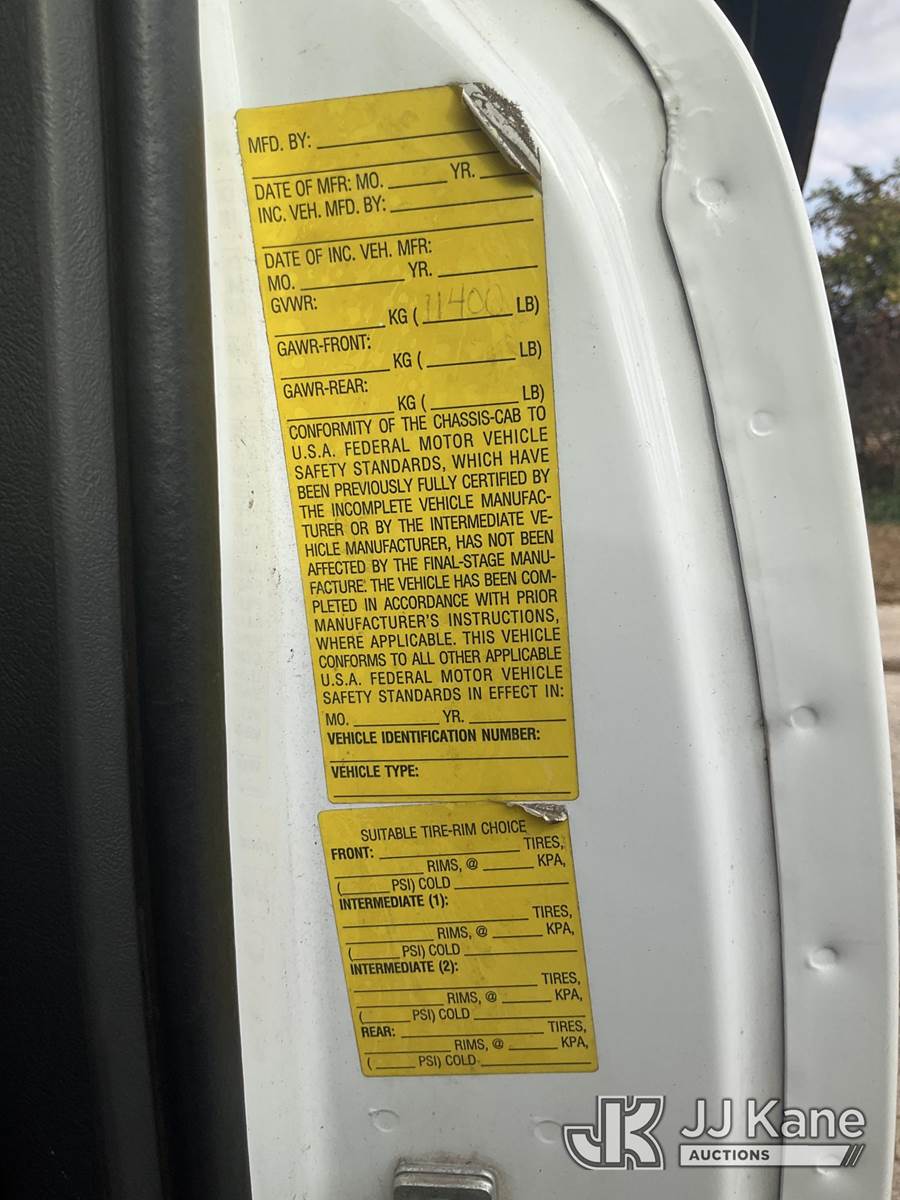 MFD. BY:
DATE OF MFR: MO. YR.
INC. VEH. MFD. BY:
DATE OF INC. VEH. MFR:
MO. YR.
GVWR:
KG ( 11400 LB)
GAWR-FRONT:
KG ( LB)
GAWR-REAR:
KG ( LB)
CONFORMITY OF THE CHASSIS-CAB TO
U.S.A. FEDERAL MOTOR VEHICLE
SAFETY STANDARDS, WHICH HAVE
BEEN PREVIOUSLY FULLY CERTIFIED BY
THE INCOMPLETE VEHICLE MANUFAC-
TURER OR BY THE INTERMEDIATE VE-
HICLE MANUFACTURER, HAS NOT BEEN
AFFECTED BY THE FINAL-STAGE MANU-
FACTURE. THE VEHICLE HAS BEEN COM-
PLETED IN ACCORDANCE WITH PRIOR
MANUFACTURER'S INSTRUCTIONS,
WHERE APPLICABLE. THIS VEHICLE
CONFORMS TO ALL OTHER APPLICABLE
U.S.A. FEDERAL MOTOR VEHICLE
SAFETY STANDARDS IN EFFECT IN:
MO. YR.
VEHICLE IDENTIFICATION NUMBER:
VEHICLE TYPE:
SUITABLE TIRE-RIM CHOICE
FRONT: TIRES,
RIMS, @ KPA,
( PSI) COLD
INTERMEDIATE (1):
TIRES,
RIMS, @ KPA,
( PSI) COLD
INTERMEDIATE (2):
TIRES,
RIMS, @ KPA,
( PSI) COLD
REAR: TIRES,
RIMS, @ KPA,
( PSI) COLD
JK JJ Kane
AUCTIONS